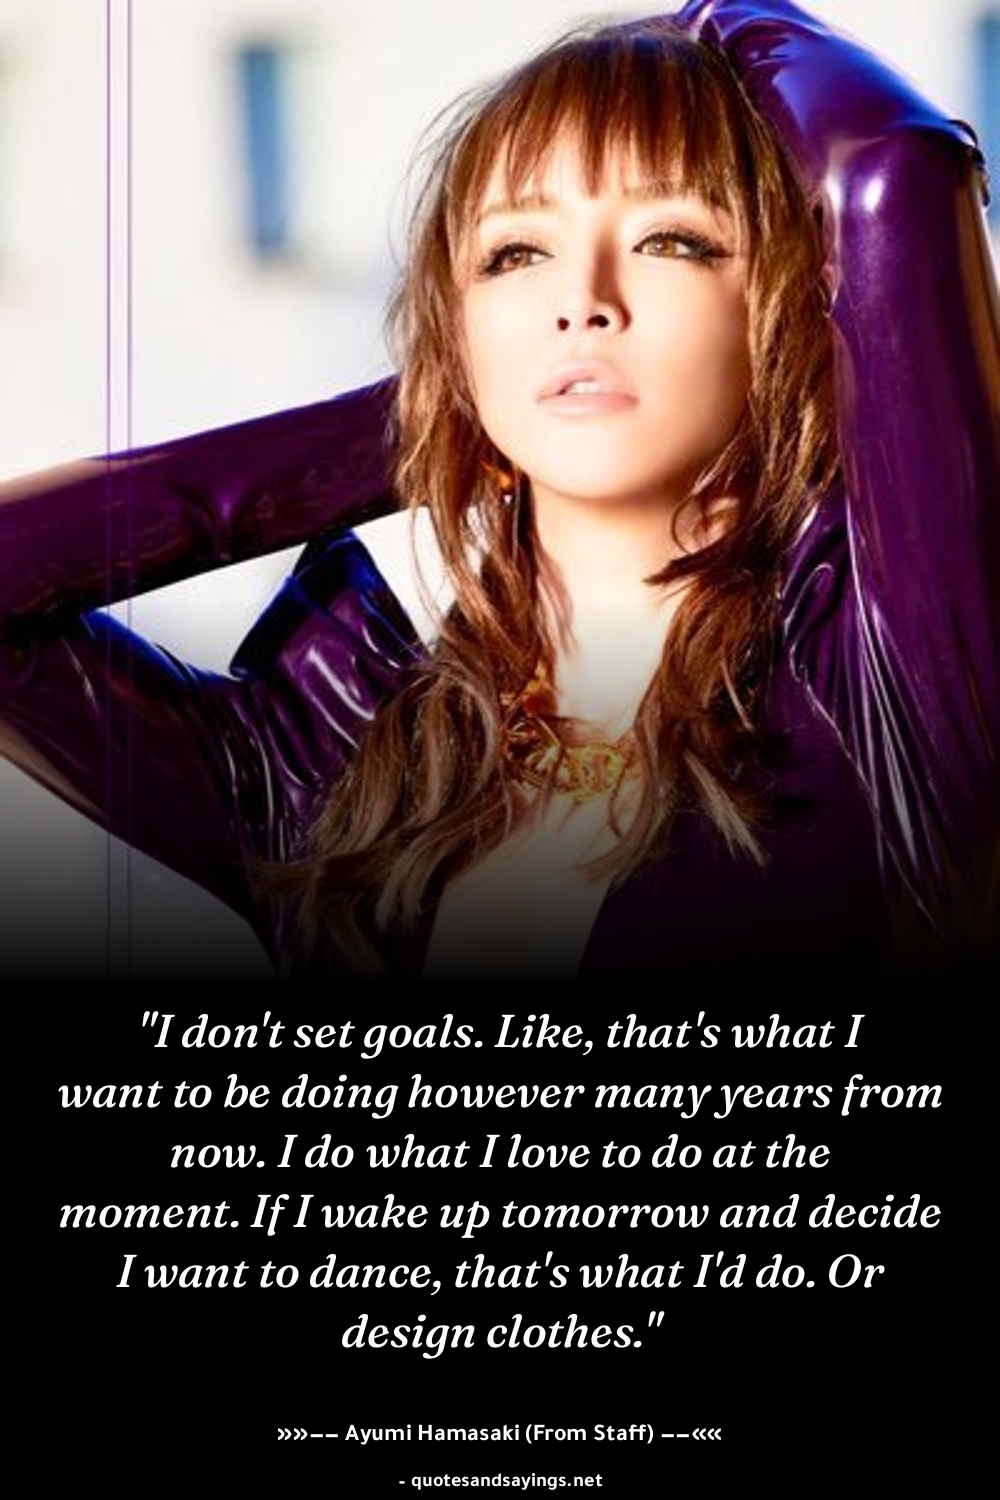 "I don't set goals. Like, that's what I
want to be doing however many years from
now. I do what I love to do at the
moment. If I wake up tomorrow and decide
I want to dance, that's what I'd do. Or
design clothes."
»»—— Ayumi Hamasaki (From Staff) ——««
- quotesandsayings.net